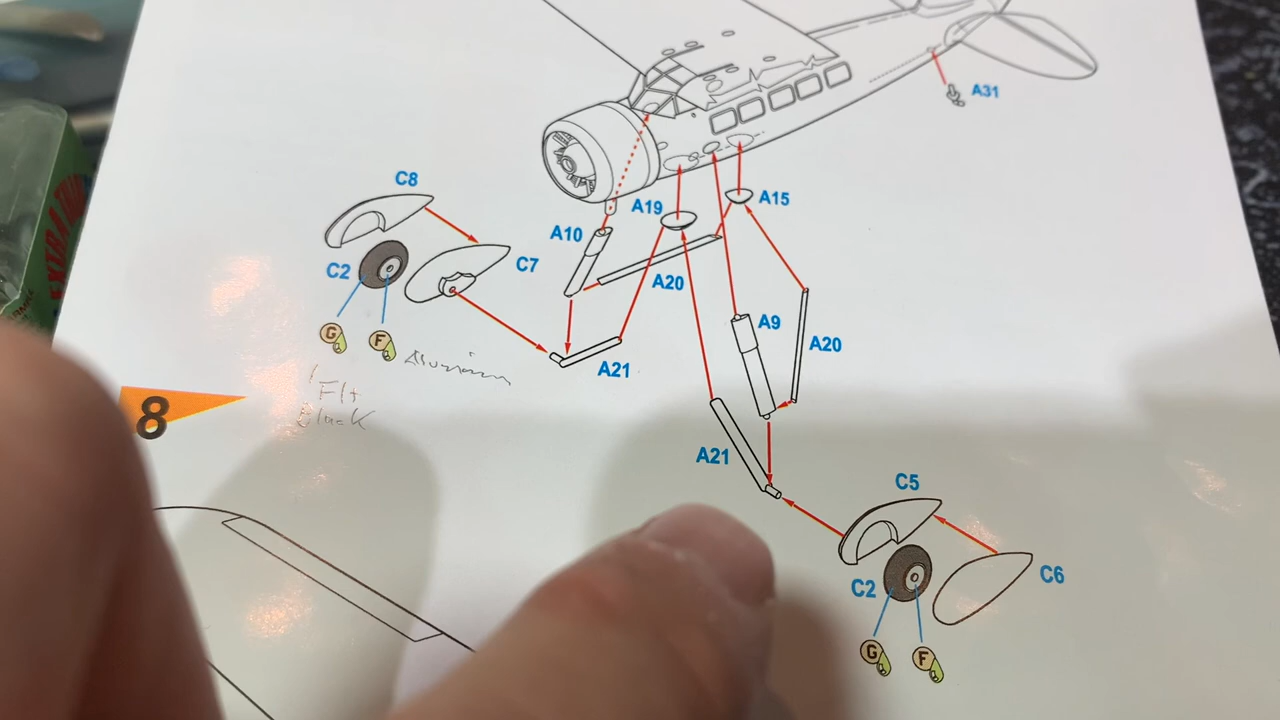 A31
C8
A19
A15
A10
C2
C7
A20
A9
G
F
A21
A20
Aluminium
Flt
Black
8
A21
C5
C2
C6
G
F